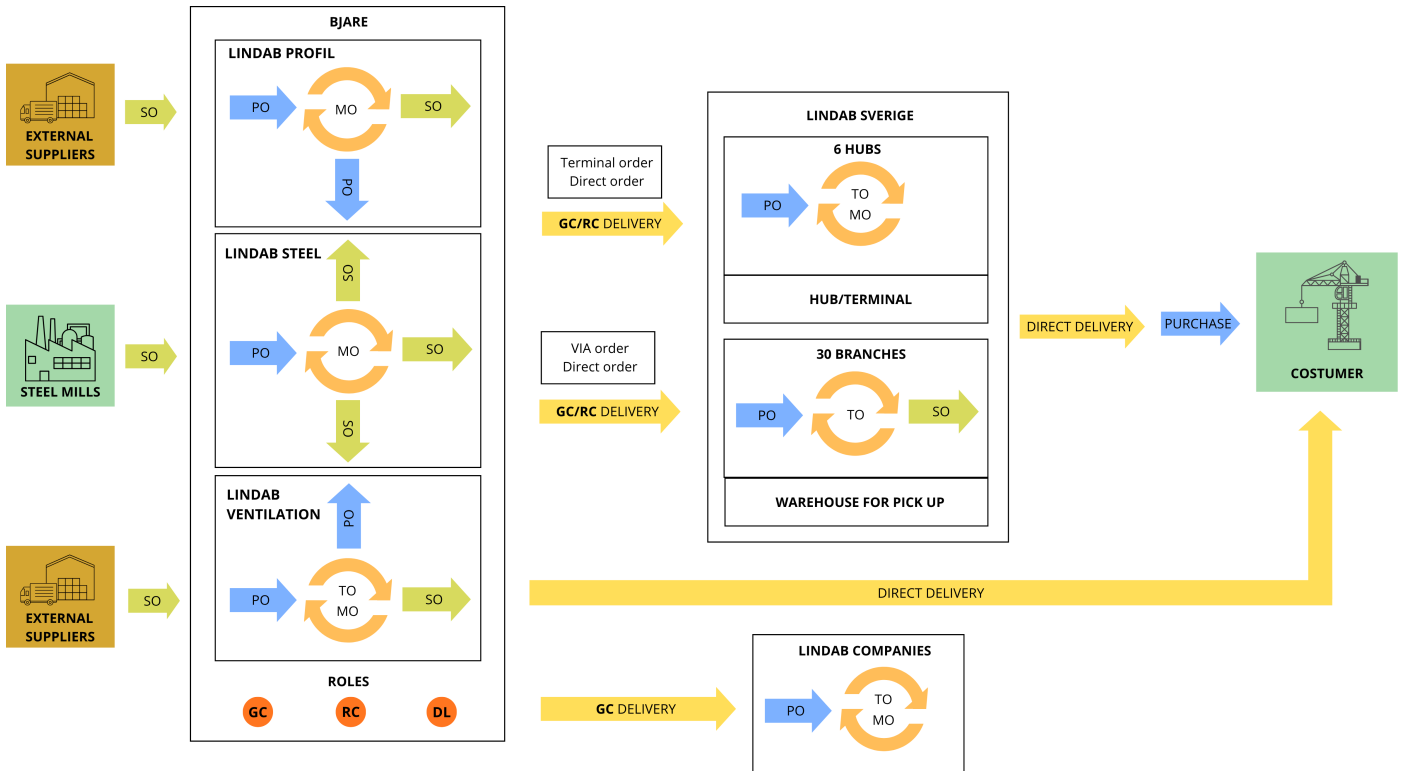 BJARE
LINDAB PROFIL
EXTERNAL
SUPPLIERS
SO
PO
MO
SO
PO
LINDAB STEEL
SO
STEEL MILLS
SO
PO
MO
SO
SO
LINDAB
VENTILATION
PO
EXTERNAL
SUPPLIERS
SO
PO
TO
MO
SO
ROLES
GC
RC
DL
Terminal order
Direct order
GC/RC DELIVERY
VIA order
Direct order
GC/RC DELIVERY
LINDAB SVERIGE
6 HUBS
PO
TO
MO
HUB/TERMINAL
30 BRANCHES
PO
TO
SO
WAREHOUSE FOR PICK UP
DIRECT DELIVERY
PURCHASE
COSTUMER
DIRECT DELIVERY
GC DELIVERY
LINDAB COMPANIES
PO
TO
MO